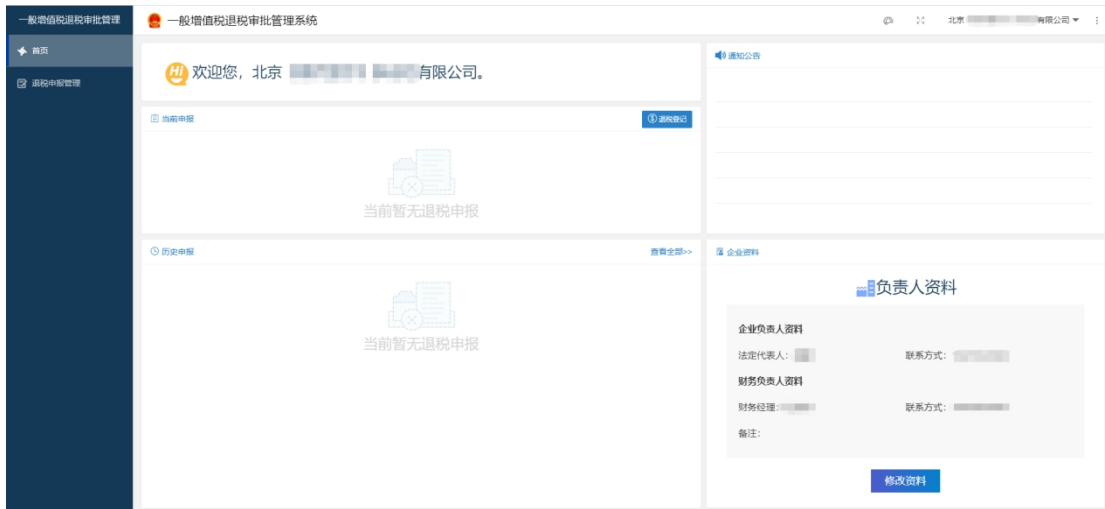 一般增值税退税审批管理
一般增值税退税审批管理系统
北京 有限公司
首页
退税申报管理
Hi 欢迎您，北京 有限公司。
通知公告
当前申报
退税登记
当前暂无退税申报
历史申报
查看全部>>
当前暂无退税申报
企业资料
负责人资料
企业负责人资料
法定代表人： 联系方式：
财务负责人资料
财务经理： 联系方式：
备注：
修改资料